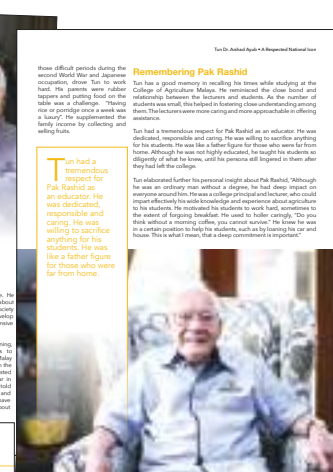 Tun Dr. Arshad Ayub • A Respected National Icon
those difficult periods during the
second World War and Japanese
occupation, drove Tun to work
hard. His parents were rubber
tappers and putting food on the
table was a challenge. "Having
rice or porridge once a week was
a luxury". He supplemented the
family income by collecting and
selling fruits.
Tun had a
tremendous
respect for
Pak Rashid as
an educator. He
was dedicated,
responsible and
caring. He was
willing to sacrifice
anything for his
students. He was
like a father figure
for those who were
far from home.
Remembering Pak Rashid
Tun has a good memory in recalling his times while studying at the
College of Agriculture Malaya. He reminisced the close bond and
relationship between the lecturers and students. As the number of
students was small, this helped in fostering close understanding among
them. The lecturers were more caring and more approachable in offering
assistance.
Tun had a tremendous respect for Pak Rashid as an educator. He was
dedicated, responsible and caring. He was willing to sacrifice anything
for his students. He was like a father figure for those who were far from
home. Although he was not highly educated, he taught his students so
diligently of what he knew, until his persona still lingered in them after
they had left the college.
Tun elaborated further his personal insight about Pak Rashid, "Although
he was an ordinary man without a degree, he had deep impact on
everyone around him. He was a college principal and lecturer, who could
impart effectively his wide knowledge and experience about agriculture
to his students. He motivated his students to work hard, sometimes to
the extent of forgoing breakfast. He used to holler caringly, "Do you
think without a morning coffee, you cannot survive." He knew he was
in a certain position to help his students, such as by loaning his car and
house. This is what I mean, that a deep commitment is important."